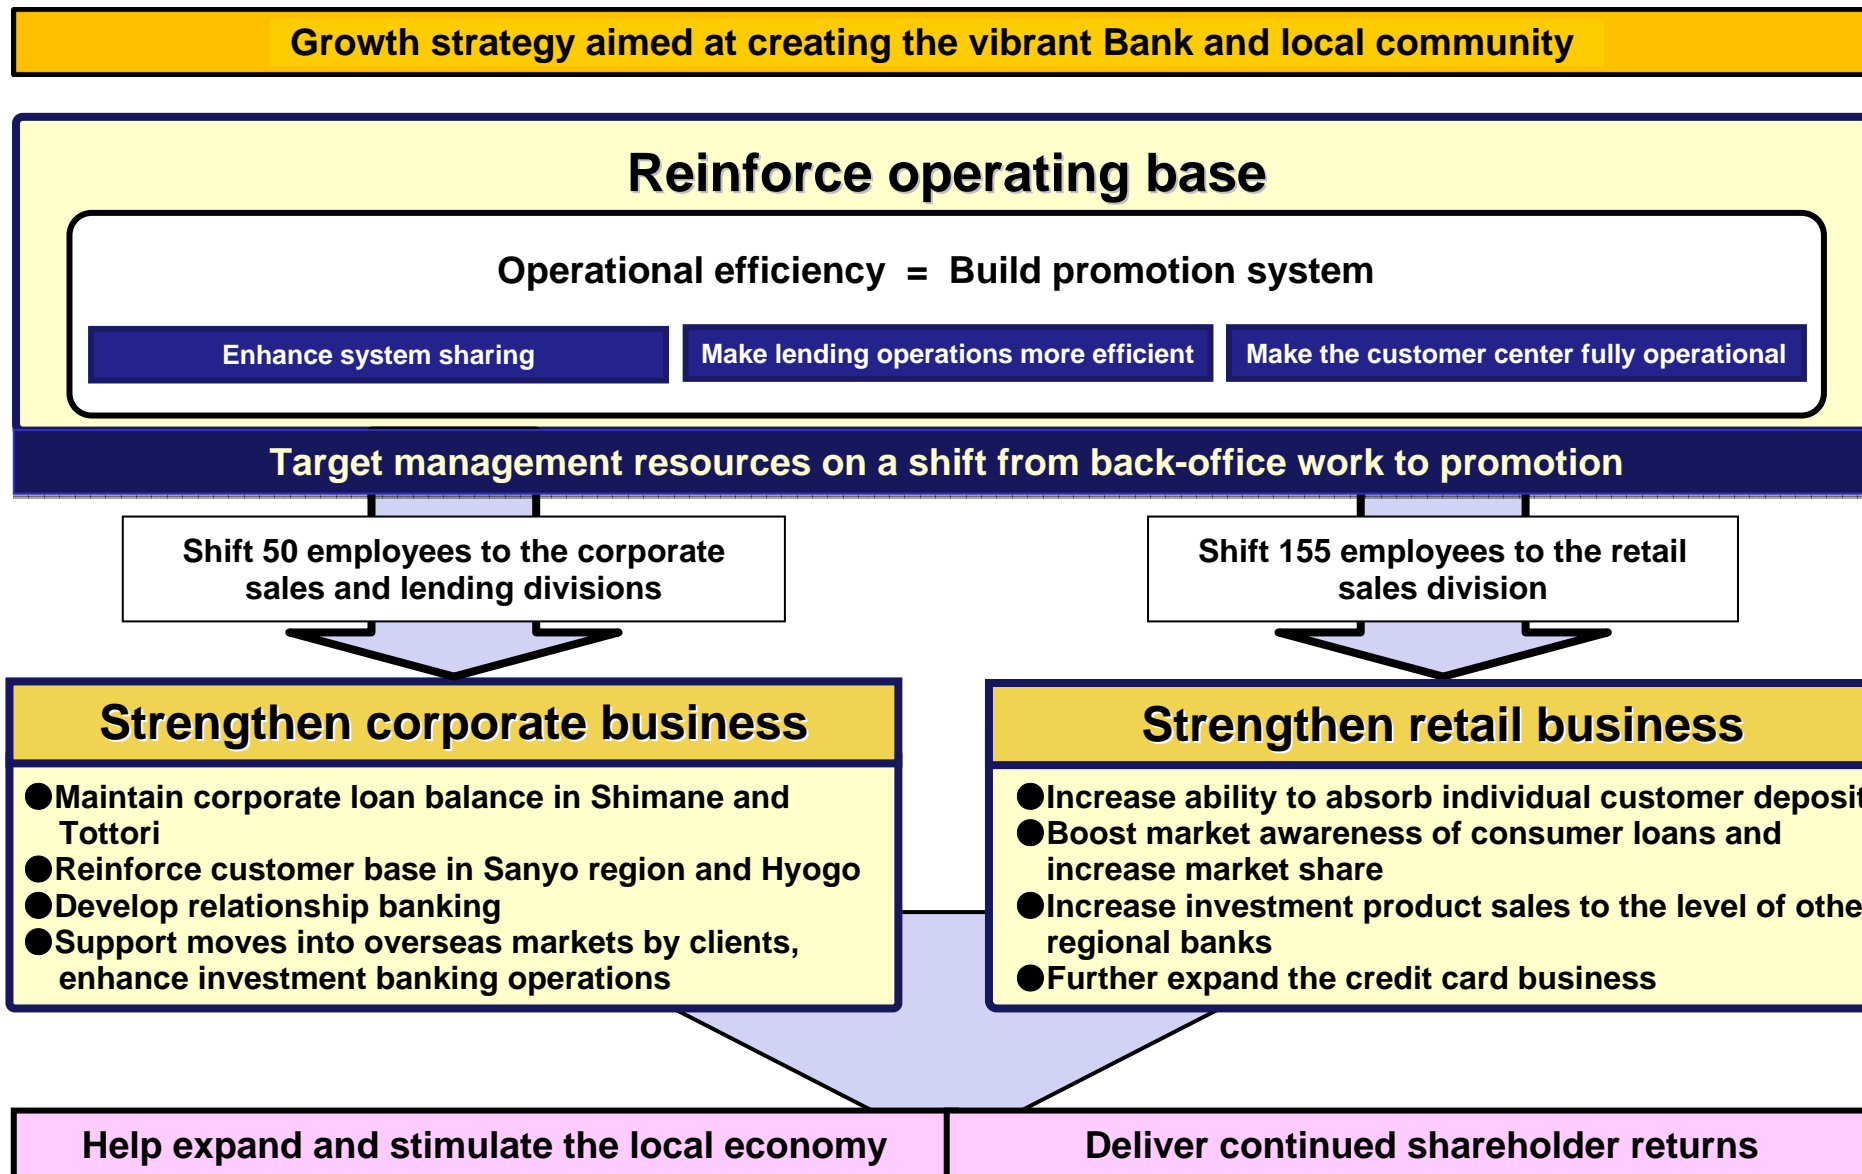 Growth strategy aimed at creating the vibrant Bank and local community
Reinforce operating base
Operational efficiency = Build promotion system
Enhance system sharing
Make lending operations more efficient
Make the customer center fully operational
Target management resources on a shift from back-office work to promotion
Shift 50 employees to the corporate
sales and lending divisions
Shift 155 employees to the retail
sales division
Strengthen corporate business
●Maintain corporate loan balance in Shimane and
Tottori
●Reinforce customer base in Sanyo region and Hyogo
●Develop relationship banking
●Support moves into overseas markets by clients,
enhance investment banking operations
Strengthen retail business
●Increase ability to absorb individual customer deposit
●Boost market awareness of consumer loans and
increase market share
●Increase investment product sales to the level of othe
regional banks
●Further expand the credit card business
Help expand and stimulate the local economy
Deliver continued shareholder returns